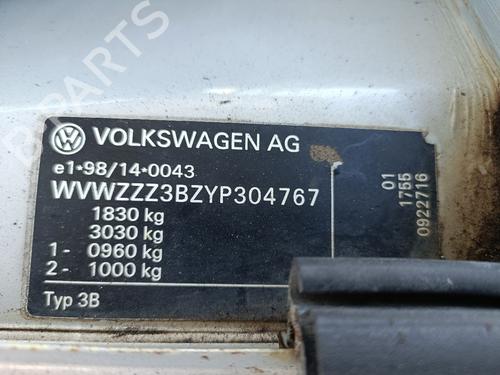 VOLKSWAGEN AG
e1*98/14*0043
WVWZZZ3BZYP304767
1830 kg
3030 kg
1- 0960 kg
2- 1000 kg
Typ 3B
01
1755
0922716